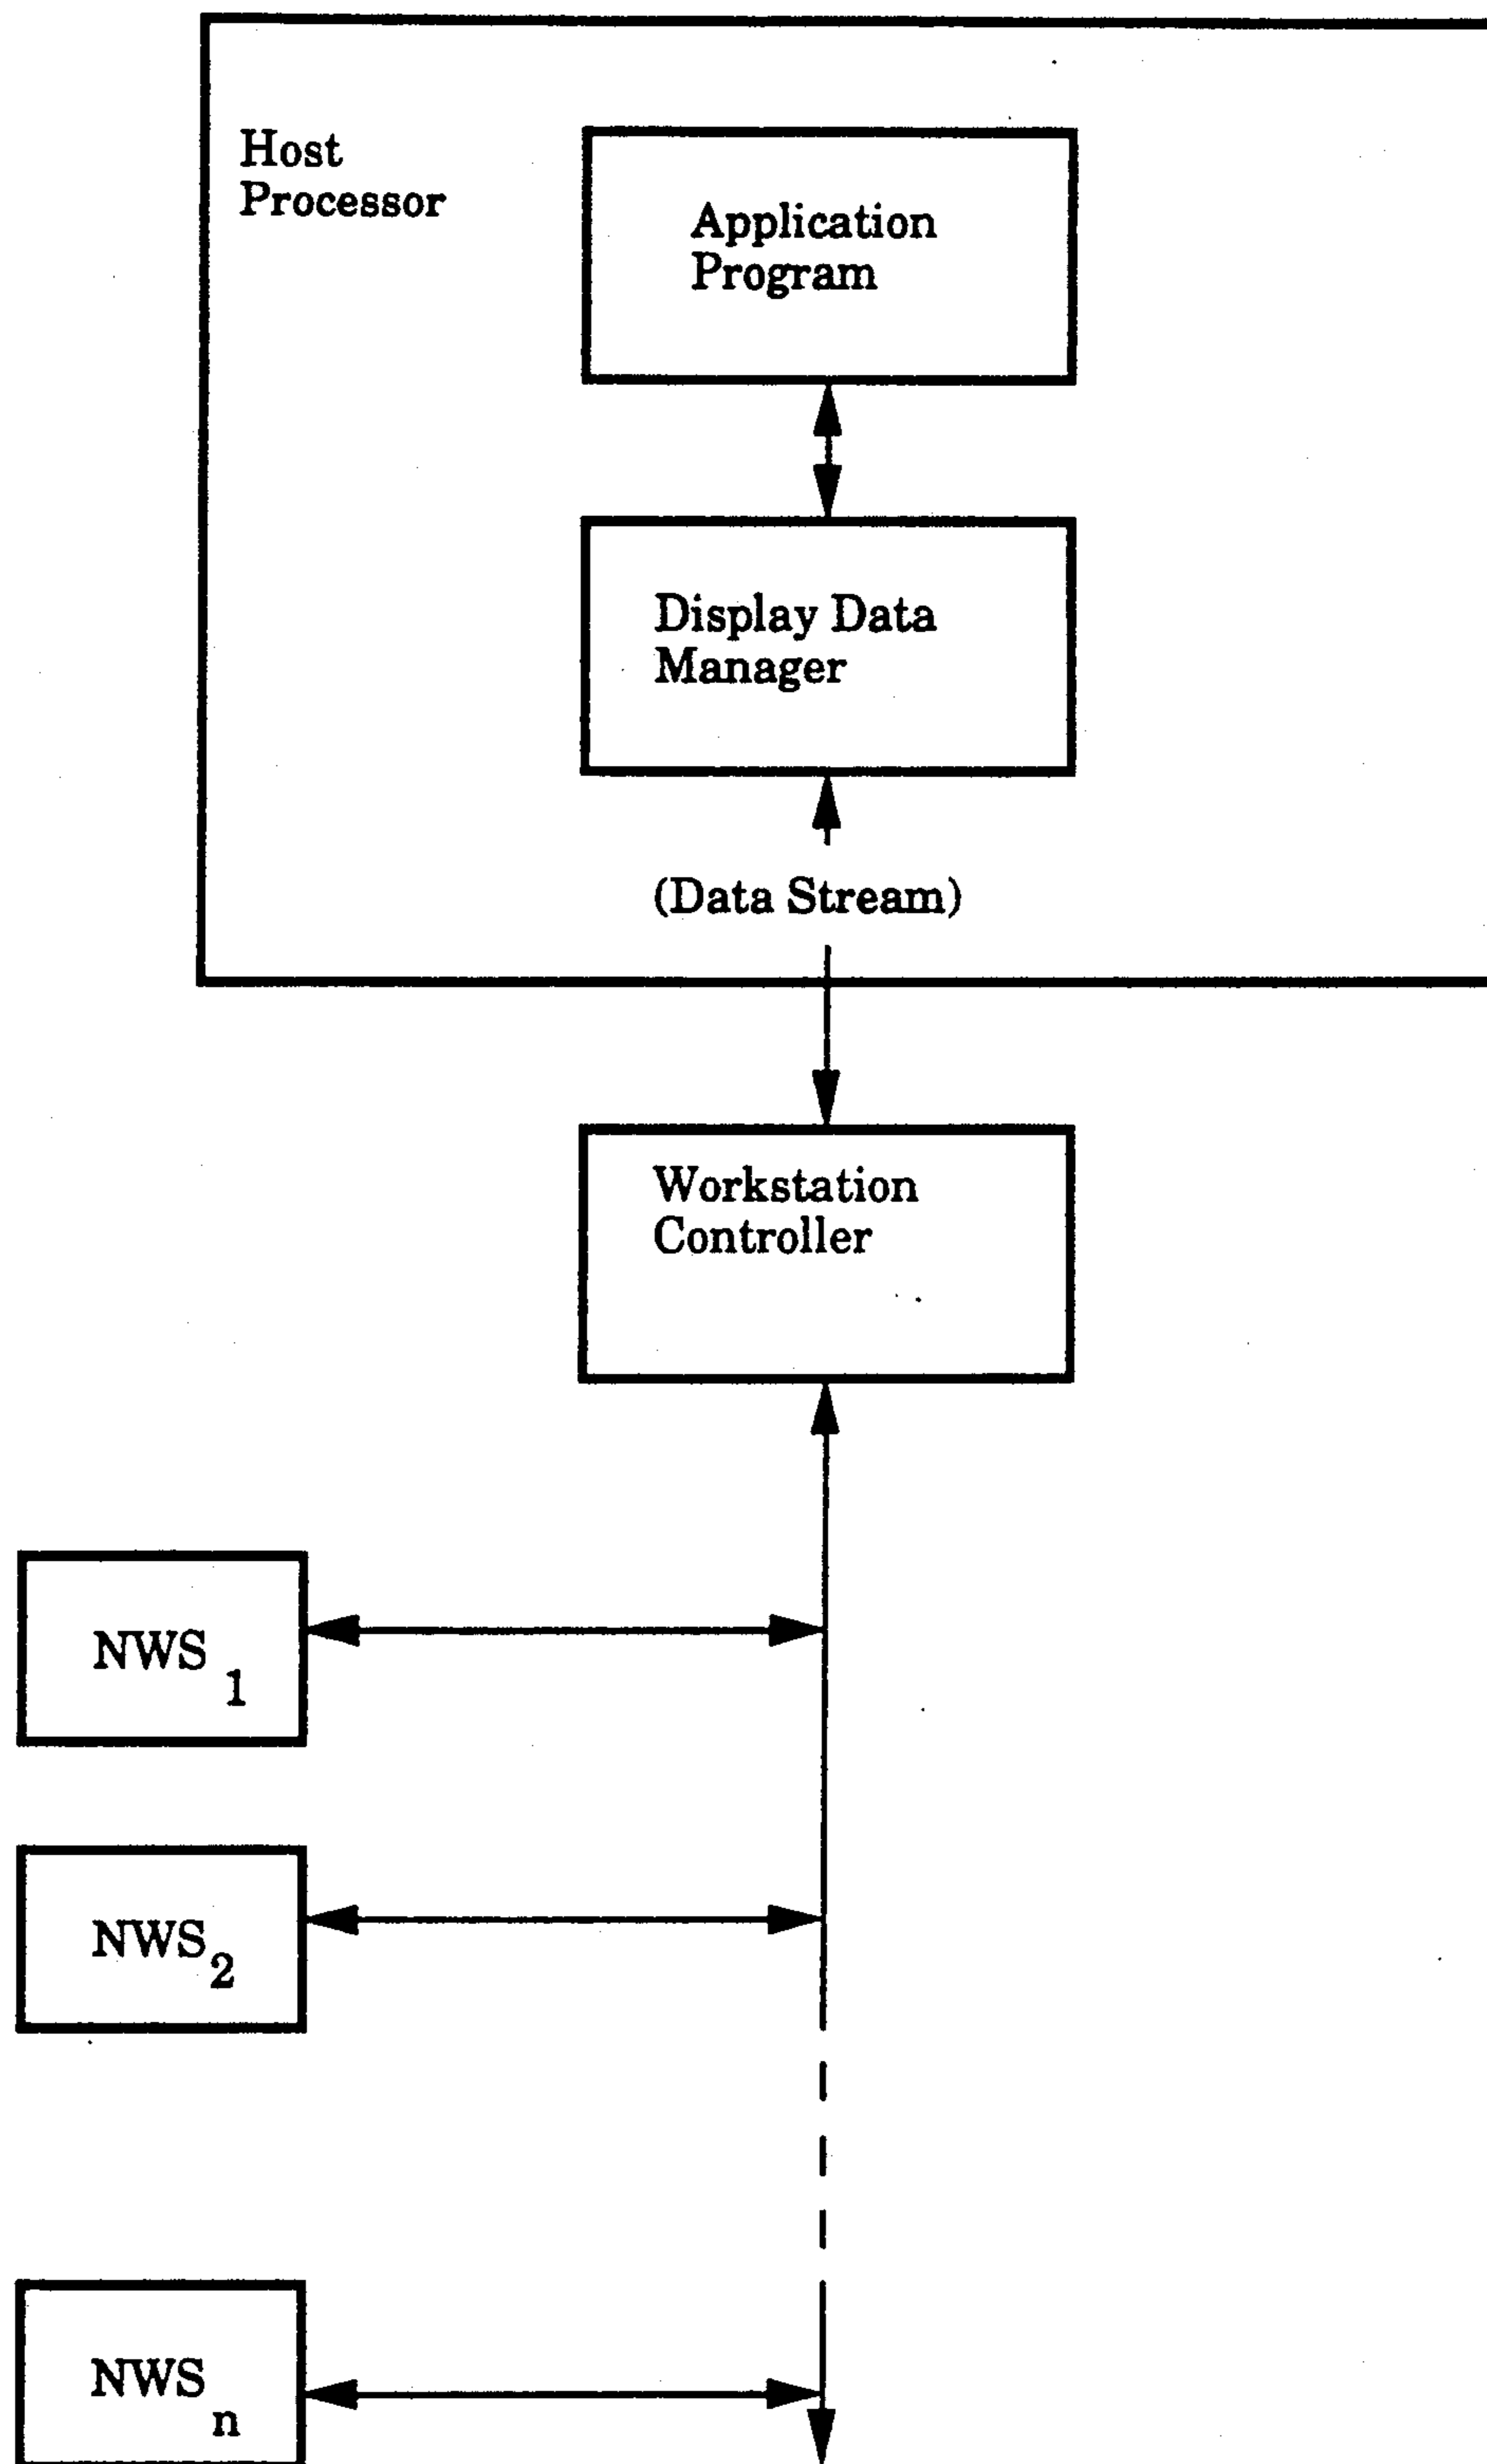 Host
Processor
Application
Program
Display Data
Manager
(Data Stream)
Workstation
Controller
NWS 1
NWS 2
NWS n